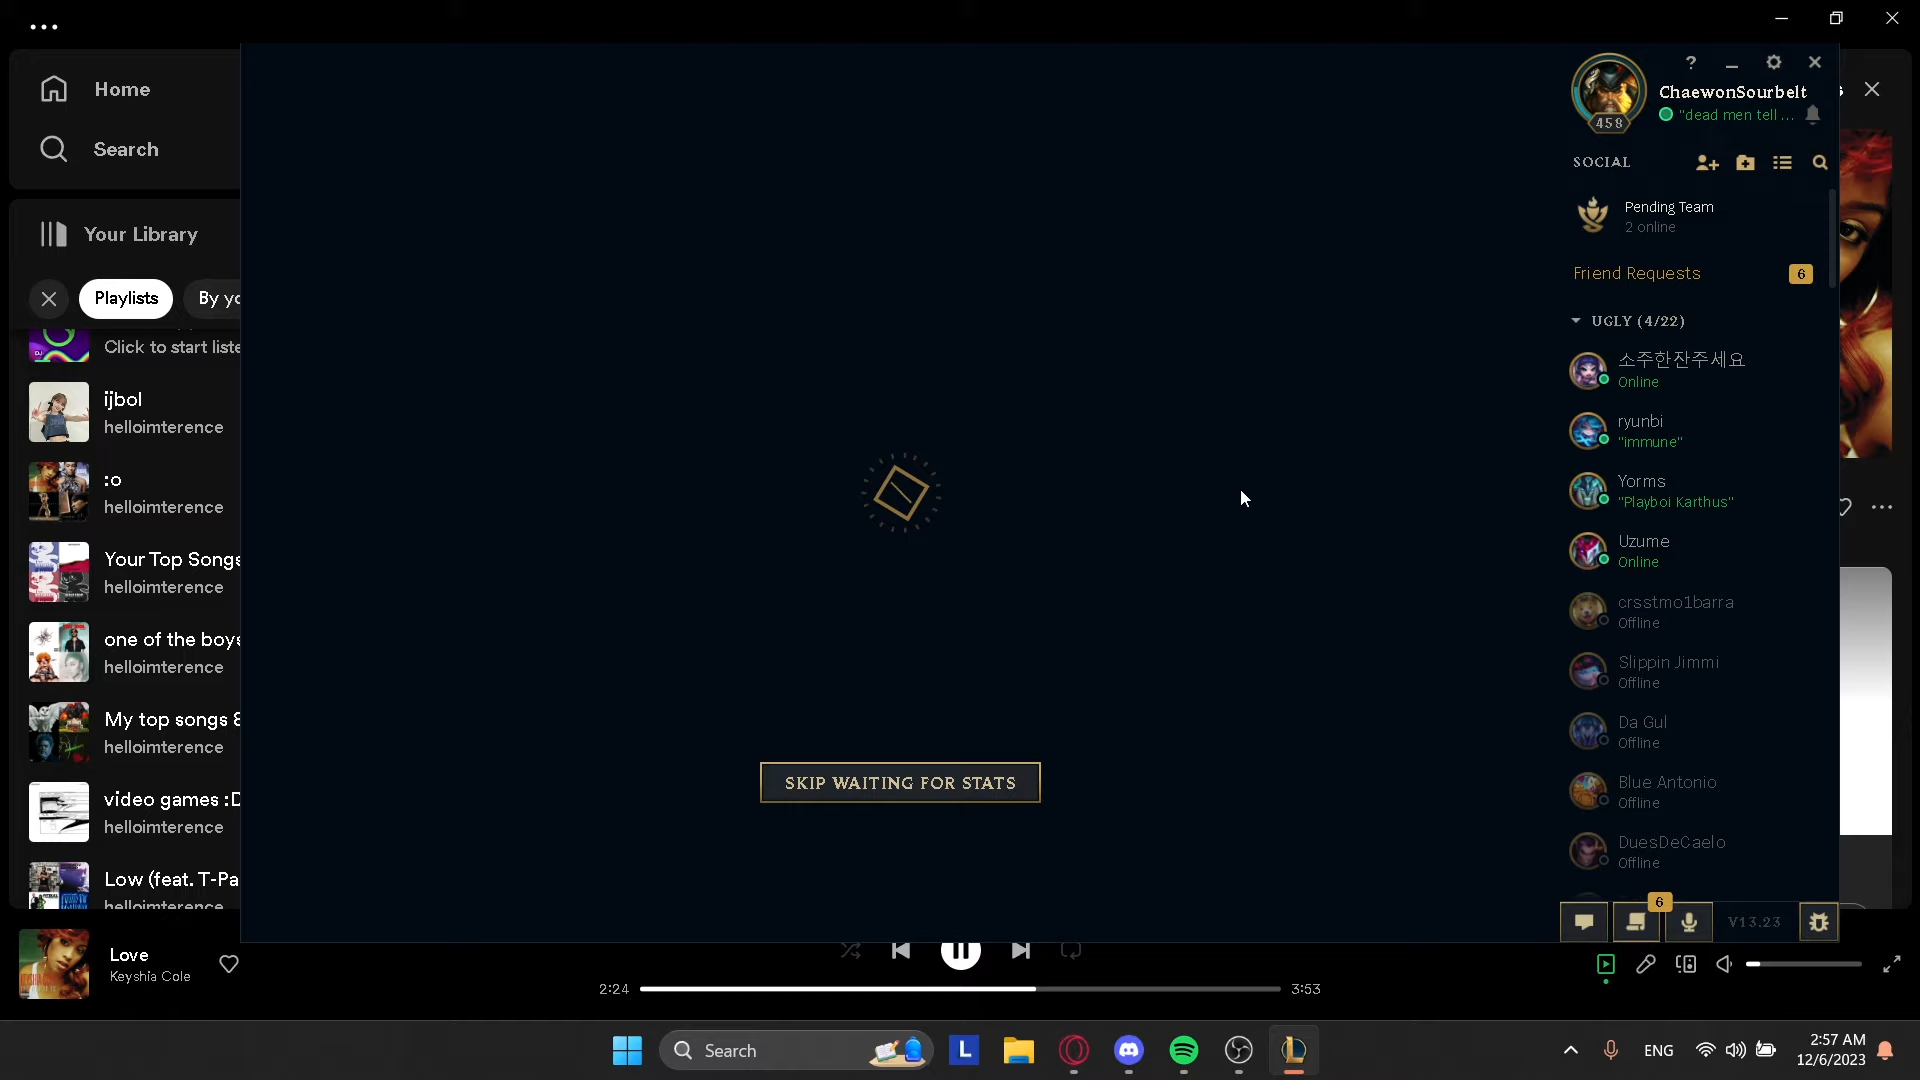 Home
Search
Your Library
Playlists
By yo
Click to start liste
ijbol
helloimterence
:o
helloimterence
Your Top Songs
helloimterence
one of the boys
helloimterence
My top songs
helloimterence
video games :D
helloimterence
Low (feat. T-Pa
helloimterence
Love
Keyshia Cole
SKIP WAITING FOR STATS
?
ChaewonSourbelt
458
"dead men tell ...
SOCIAL
Pending Team
2 online
Friend Requests
6
UGLY (4/22)
소주한잔주세요
Online
ryunbi
"immune"
Yorms
"Playboi Karthus"
Uzume
Online
crsstmo1barra
Offline
Slippin Jimmi
Offline
Da Gul
Offline
Blue Antonio
Offline
DuesDeCaelo
Offline
6
V13.23
2:24
3:53
Search
L
ENG
2:57 AM
12/6/2023